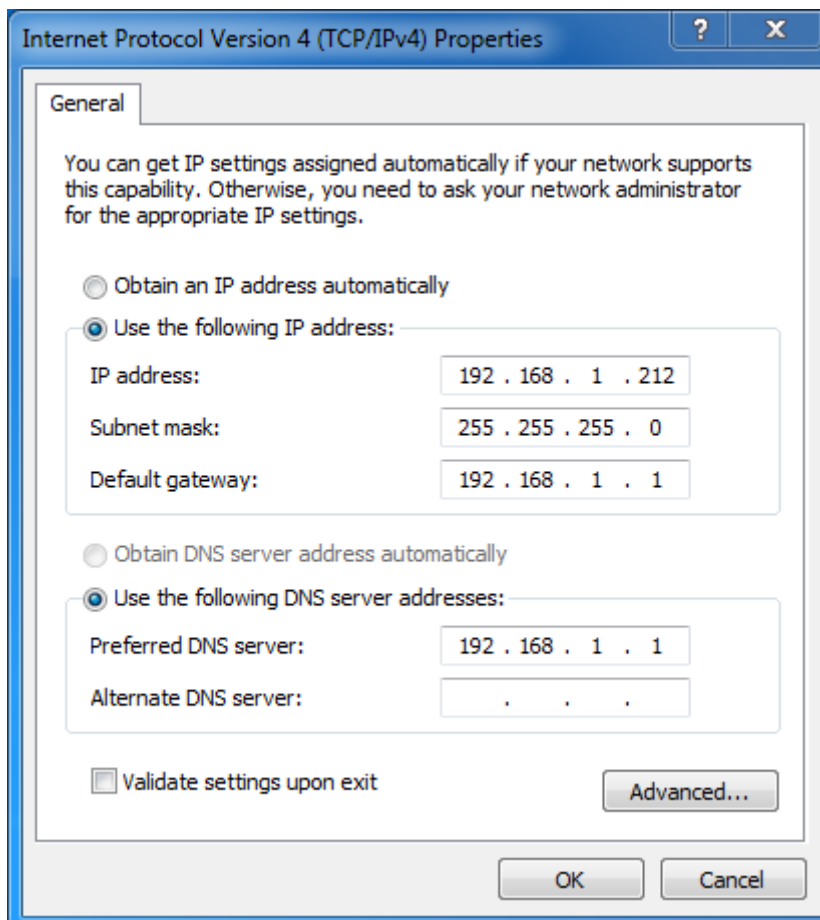 Internet Protocol Version 4 (TCP/IPv4) Properties
?
X
General
You can get IP settings assigned automatically if your network supports
this capability. Otherwise, you need to ask your network administrator
for the appropriate IP settings.
Obtain an IP address automatically
Use the following IP address:
IP address: 192 . 168 . 1 . 212
Subnet mask: 255 . 255 . 255 . 0
Default gateway: 192 . 168 . 1 . 1
Obtain DNS server address automatically
Use the following DNS server addresses:
Preferred DNS server: 192 . 168 . 1 . 1
Alternate DNS server: . . .
Validate settings upon exit
Advanced...
OK Cancel